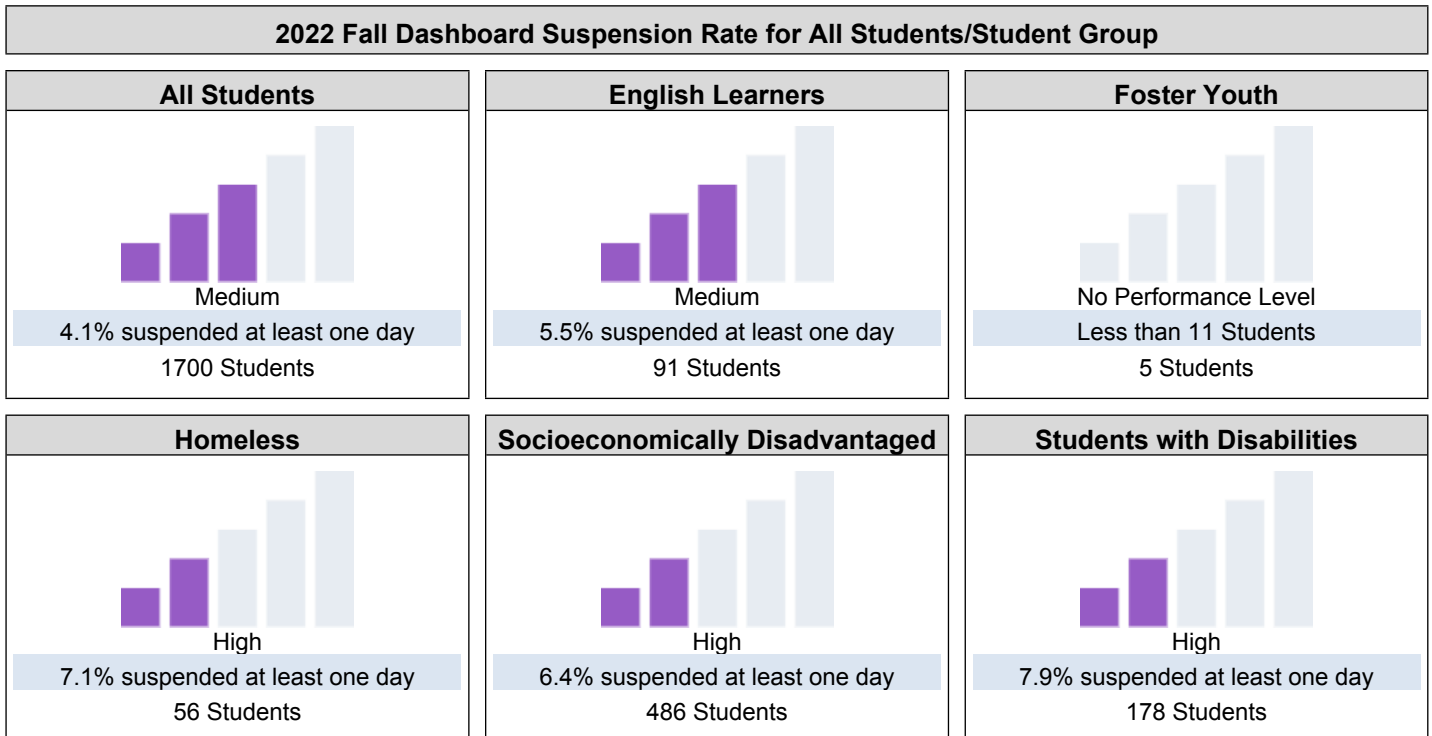 2022 Fall Dashboard Suspension Rate for All Students/Student Group
All Students
Medium
4.1% suspended at least one day
1700 Students
English Learners
Medium
5.5% suspended at least one day
91 Students
Foster Youth
No Performance Level
Less than 11 Students
5 Students
Homeless
High
7.1% suspended at least one day
56 Students
Socioeconomically Disadvantaged
High
6.4% suspended at least one day
486 Students
Students with Disabilities
High
7.9% suspended at least one day
178 Students